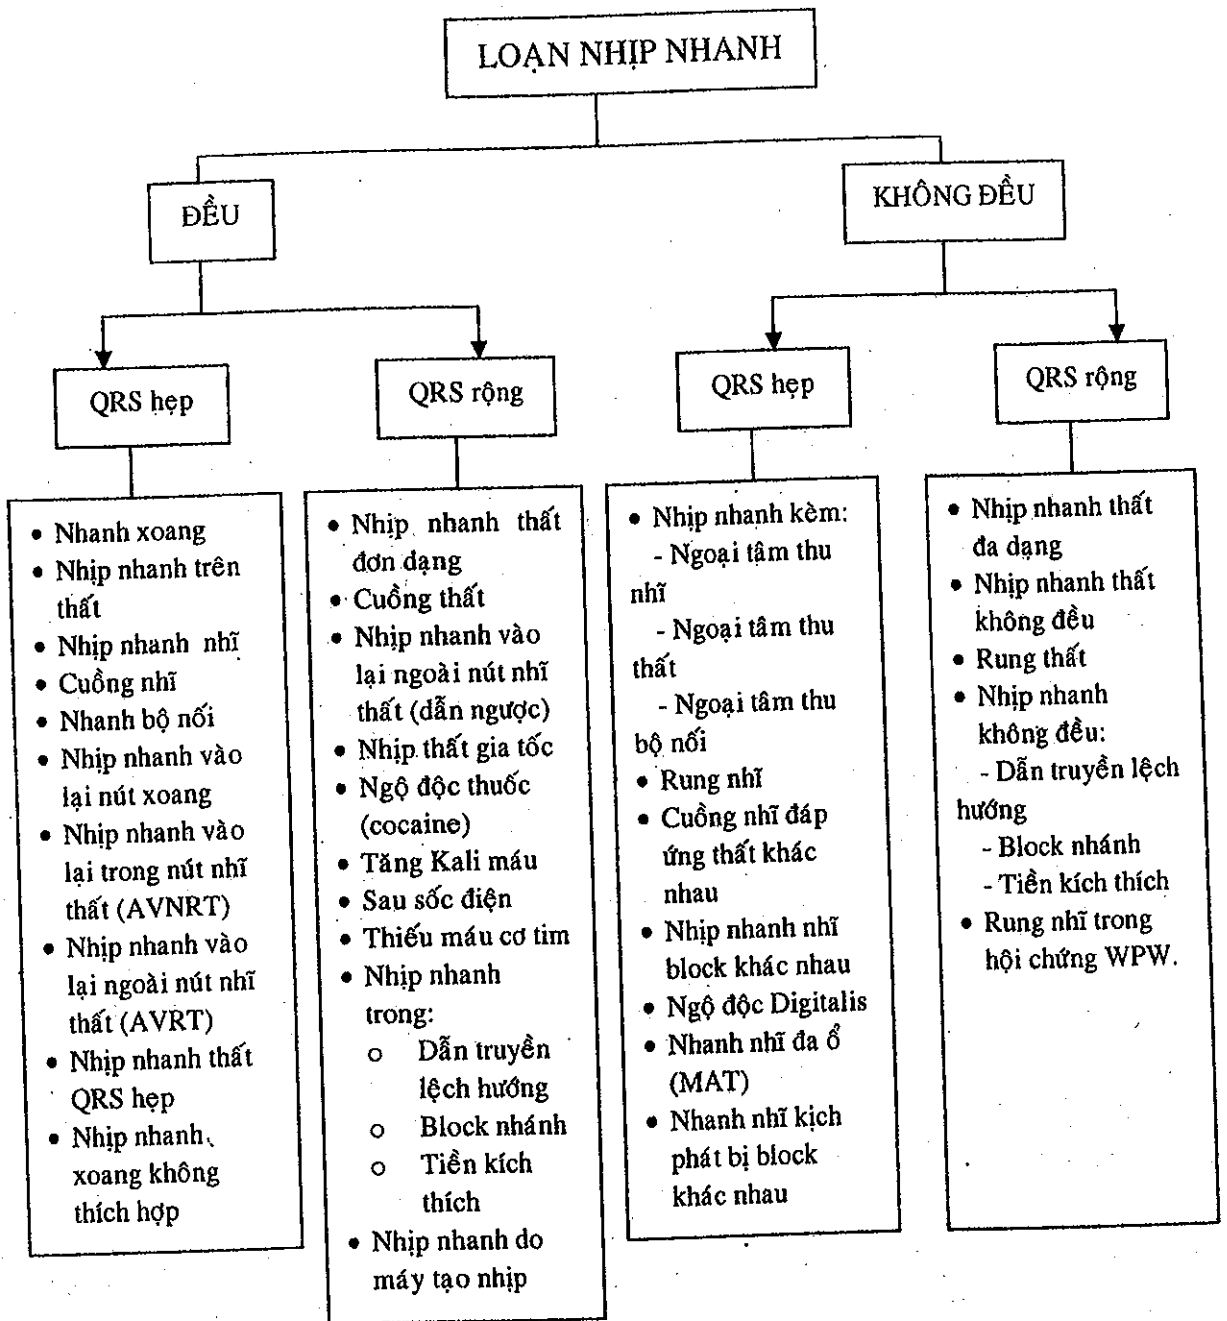 LOẠN NHỊP NHANH
ĐỀU
KHÔNG ĐỀU
QRS hẹp
QRS rộng
QRS hẹp
QRS rộng
• Nhanh xoang
• Nhịp nhanh trên
thất
• Nhịp nhanh nhĩ
• Cuồng nhĩ
• Nhanh bộ nối
• Nhịp nhanh vào
lại nút xoang
• Nhịp nhanh vào
lại trong nút nhĩ
thất (AVNRT)
• Nhịp nhanh vào
lại ngoài nút nhĩ
thất (AVRT)
• Nhịp nhanh thất
QRS hẹp
• Nhịp nhanh
xoang không
thích hợp
• Nhịp nhanh thất
đơn dạng
• Cuồng thất
• Nhịp nhanh vào
lại ngoài nút nhĩ
thất (dẫn ngược)
• Nhịp thất gia tốc
• Ngộ độc thuốc
(cocaine)
• Tăng Kali máu
• Sau sốc điện
• Thiếu máu cơ tim
• Nhịp nhanh
trong:
o Dẫn truyền
lệch hướng
o Block nhánh
o Tiền kích
thích
• Nhịp nhanh do
máy tạo nhịp
• Nhịp nhanh kèm:
- Ngoại tâm thu
nhĩ
- Ngoại tâm thu
thất
- Ngoại tâm thu
bộ nối
• Rung nhĩ
• Cuồng nhĩ đáp
ứng thất khác
nhau
• Nhịp nhanh nhĩ
block khác nhau
• Ngộ độc Digitalis
• Nhanh nhĩ đa ổ
(MAT)
• Nhanh nhĩ kịch
phát bị block
khác nhau
• Nhịp nhanh thất
đa dạng
• Nhịp nhanh thất
không đều
• Rung thất
• Nhịp nhanh
không đều:
- Dẫn truyền lệch
hướng
- Block nhánh
- Tiền kích thích
• Rung nhĩ trong
hội chứng WPW.